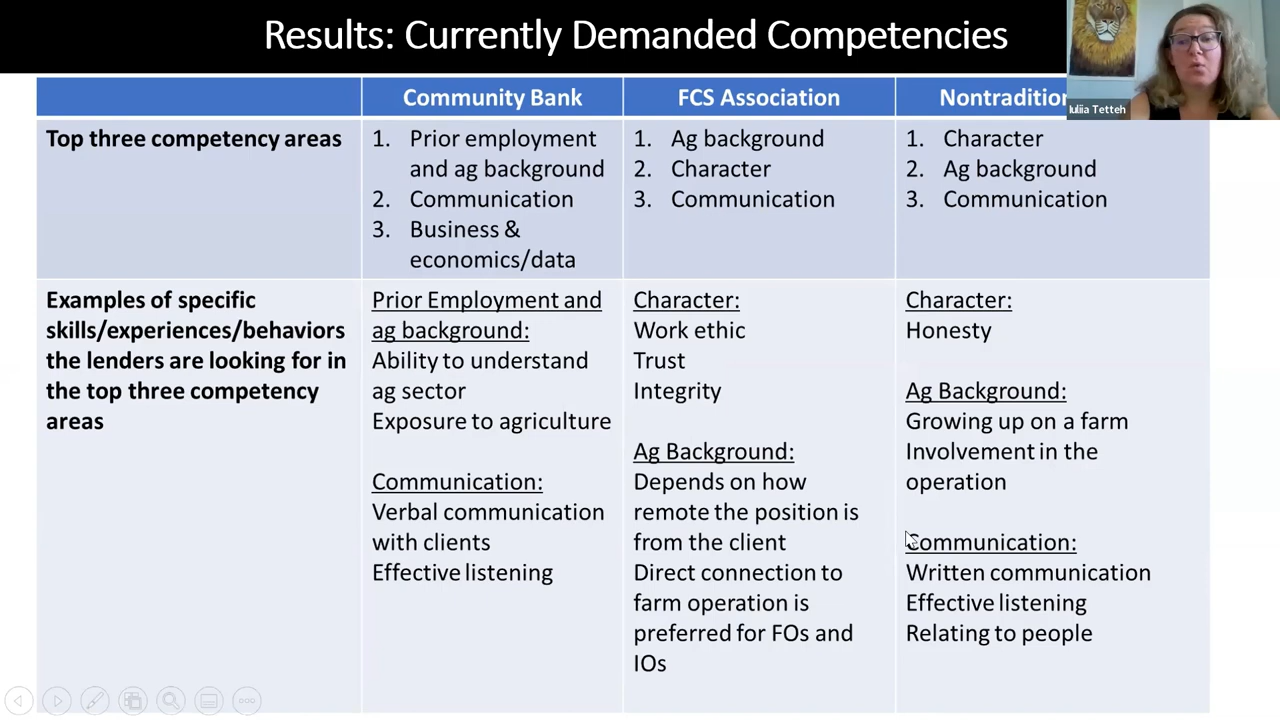 Results: Currently Demanded Competencies
Iuliia Tetteh
Community Bank
FCS Association
Top three competency areas
1. Prior employment
and ag background
2. Communication
3. Business &
economics/data
1. Ag background
2. Character
3. Communication
1. Character
2. Ag background
3. Communication
Examples of specific
skills/experiences/behaviors
the lenders are looking for in
the top three competency
areas
Prior Employment and
ag background:
Ability to understand
ag sector
Exposure to agriculture
Communication:
Verbal communication
with clients
Effective listening
Character:
Work ethic
Trust
Integrity
Ag Background:
Depends on how
remote the position is
from the client
Direct connection to
farm operation is
preferred for FOs and
IOs
Character:
Honesty
Ag Background:
Growing up on a farm
Involvement in the
operation
Communication:
Written communication
Effective listening
Relating to people